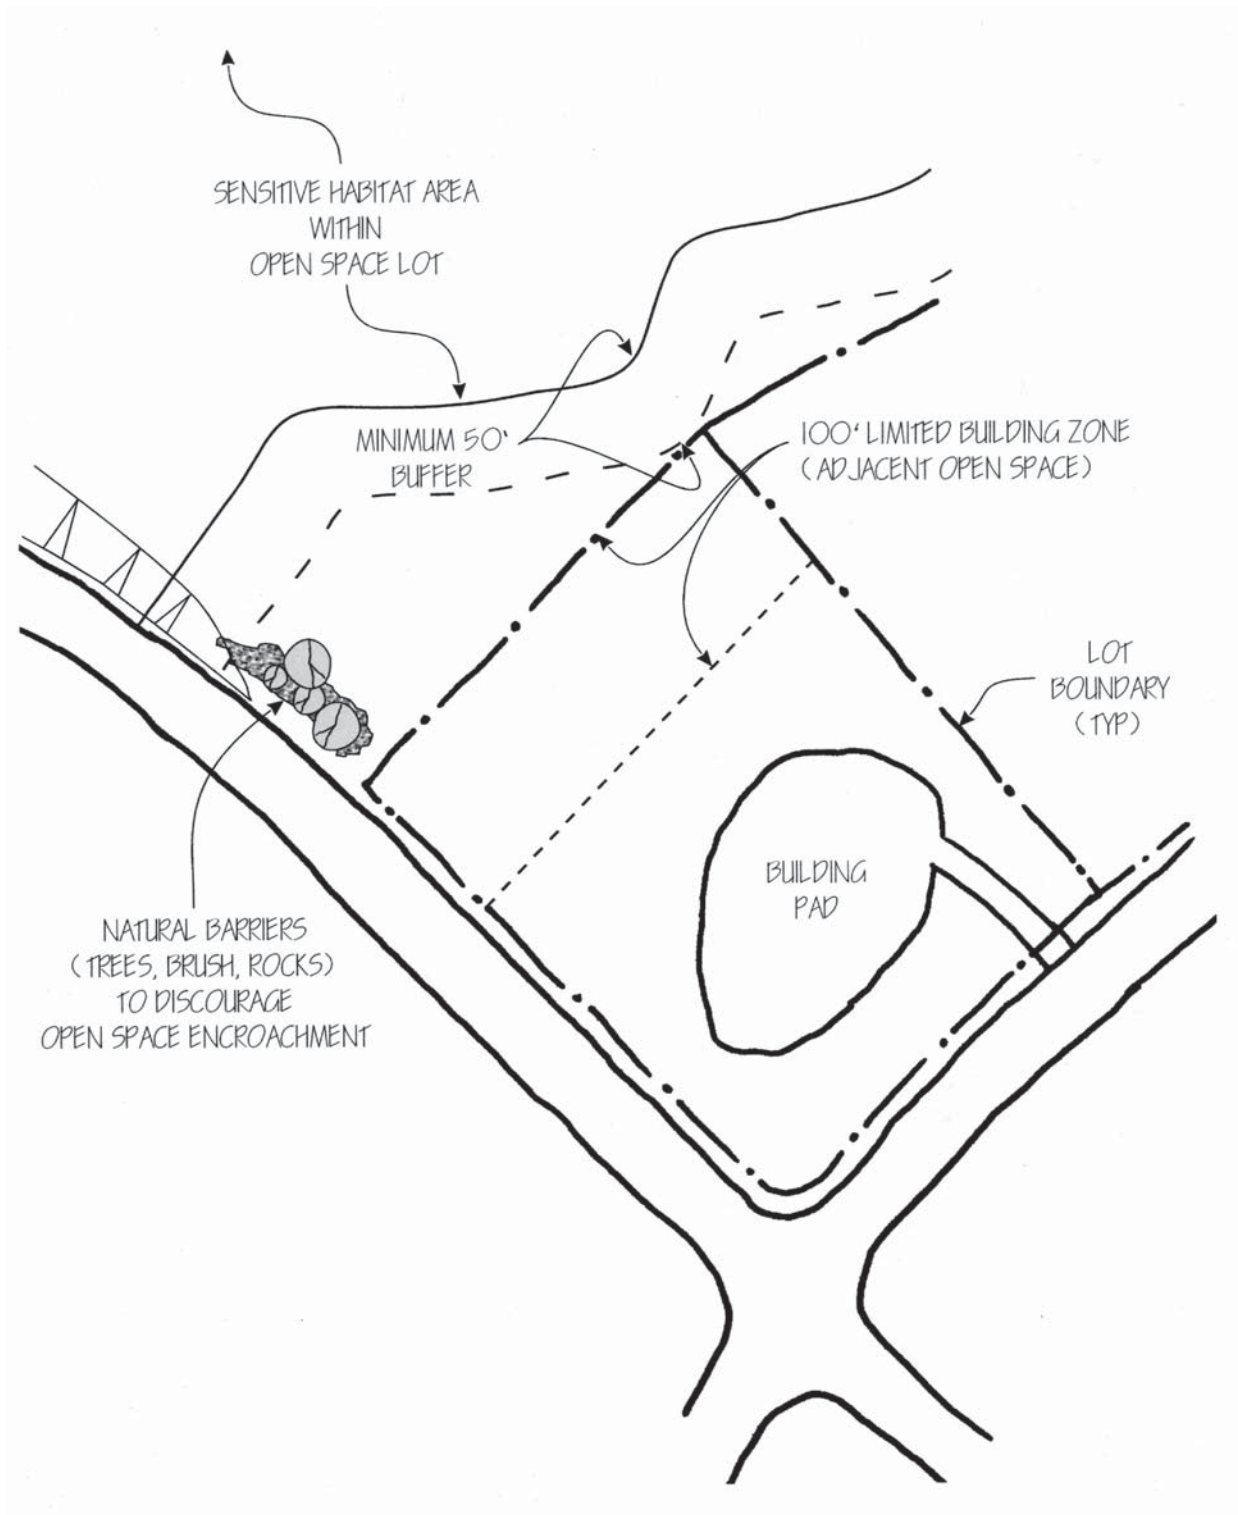 SENSITIVE HABITAT AREA
WITHIN
OPEN SPACE LOT
MINIMUM 50'
BUFFER
100' LIMITED BUILDING ZONE
(ADJACENT OPEN SPACE)
LOT
BOUNDARY
(TYP)
BUILDING
PAD
NATURAL BARRIERS
(TREES, BRUSH, ROCKS)
TO DISCOURAGE
OPEN SPACE ENCROACHMENT